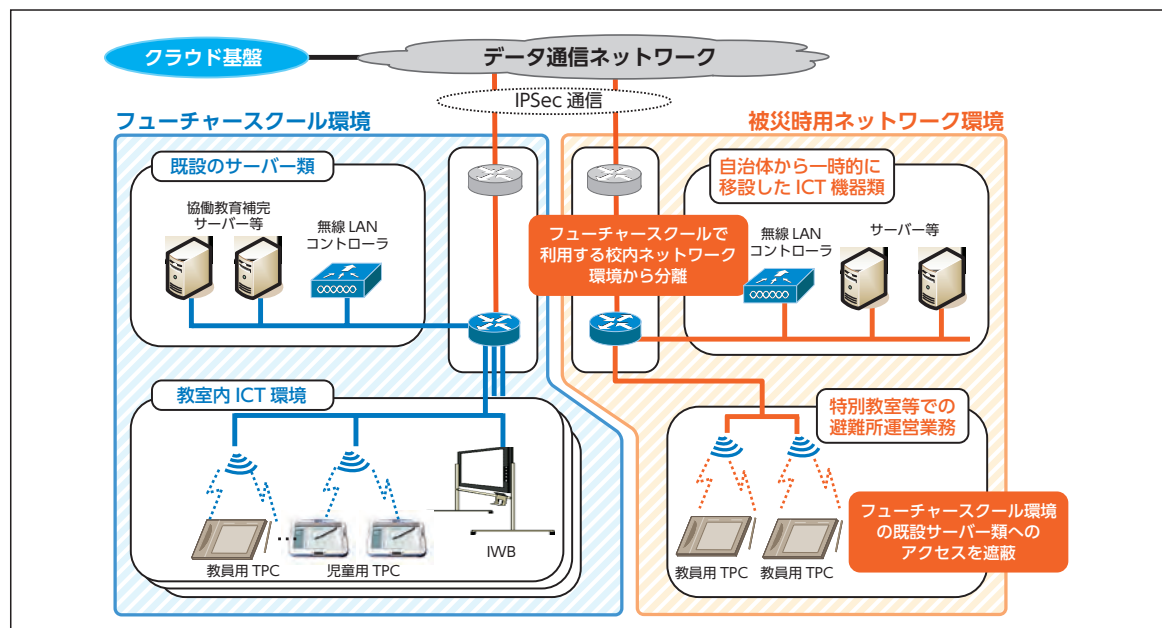 クラウド基盤
データ通信ネットワーク
IPSec 通信
フューチャースクール環境
被災時用ネットワーク環境
既設のサーバー類
協働教育補完
サーバー等
無線 LAN
コントローラ
フューチャースクールで
利用する校内ネットワーク
環境から分離
自治体から一時的に
移設した ICT 機器類
無線 LAN
コントローラ
サーバー等
教室内 ICT 環境
教員用 TPC
児童用 TPC
IWB
特別教室等での
避難所運営業務
教員用 TPC
教員用 TPC
フューチャースクール環境
の既設サーバー類への
アクセスを遮蔽